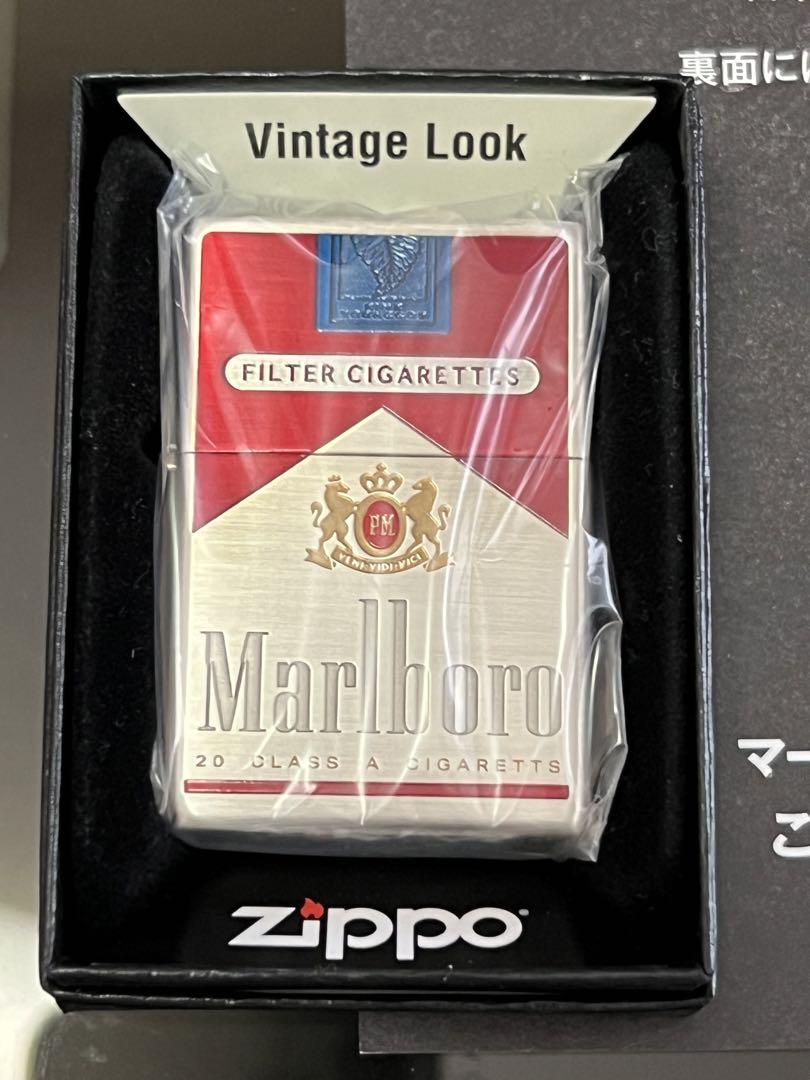 裏面には
Vintage Look
FILTER CIGARETTES
PM
VENI·VIDI·VICI
Marlboro
20 CLASS A CIGARETTS
マー
こ
zippo